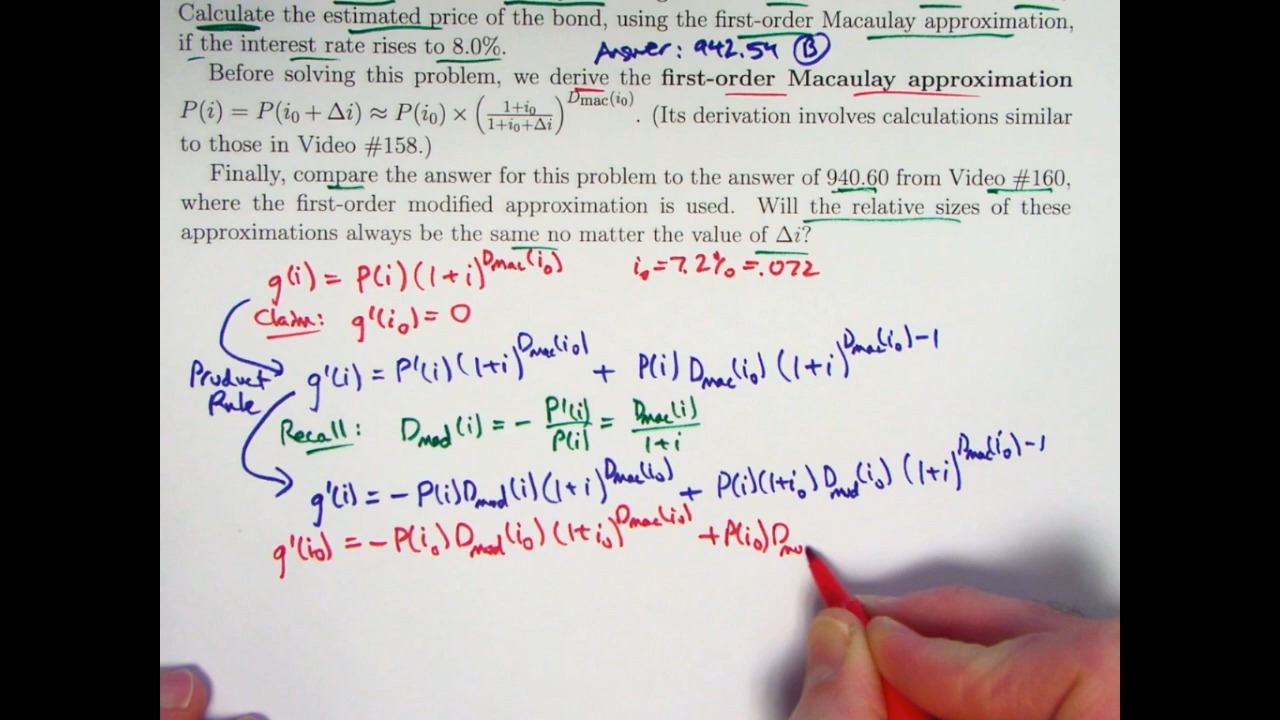 Calculate the estimated price of the bond, using the first-order Macaulay approximation,
if the interest rate rises to 8.0%. Answer: 942.54 (B)
Before solving this problem, we derive the first-order Macaulay approximation
P(i) = P(i₀ + Δi) ≈ P(i₀) × ((1+i₀)/(1+i₀+Δi))^(Dmac(i₀)). (Its derivation involves calculations similar
to those in Video #158.)
Finally, compare the answer for this problem to the answer of 940.60 from Video #160,
where the first-order modified approximation is used. Will the relative sizes of these
approximations always be the same no matter the value of Δi?
g(i) = P(i)(1+i)^(Dmac(i₀)) i₀ = 7.2% = .072
Claim: g'(i₀) = 0
Product Rule g'(i) = P'(i)(1+i)^(Dmac(i₀)) + P(i) Dmac(i₀)(1+i)^(Dmac(i₀)-1)
Recall: Dmod(i) = - P'(i)/P(i) = Dmac(i)/(1+i)
g'(i) = - P(i)Dmod(i)(1+i)^(Dmac(i₀)) + P(i)(1+i₀)Dmod(i₀)(1+i)^(Dmac(i₀)-1)
g'(i₀) = - P(i₀)Dmod(i₀)(1+i₀)^(Dmac(i₀)) + P(i₀)Dmo